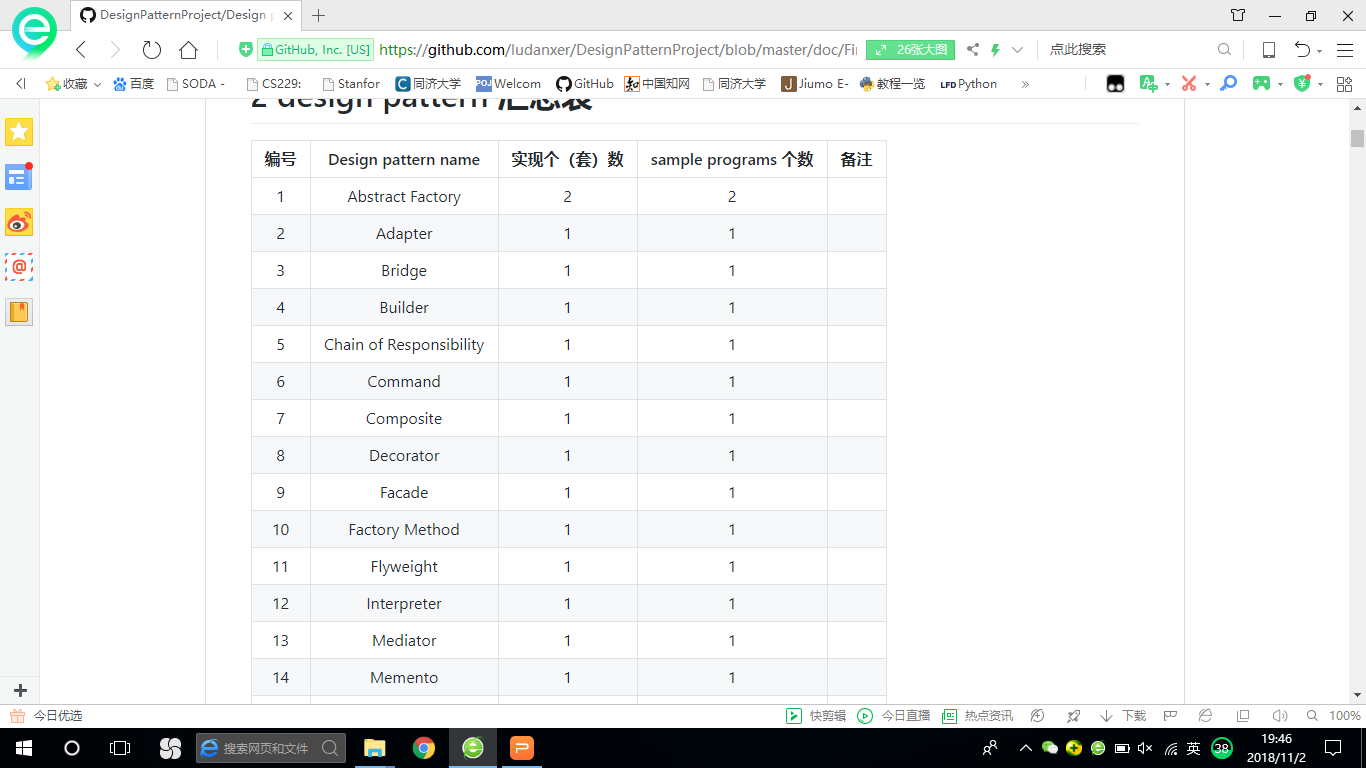 DesignPatternProject/Design p
GitHub, Inc. [US]
https://github.com/ludanxer/DesignPatternProject/blob/master/doc/Fi
26张大图
点此搜索
收藏
百度
SODA -
CS229:
Stanfor
同济大学
Welcom
GitHub
中国知网
同济大学
Jiumo E-
教程一览
Python
2 design pattern 汇总表
编号 Design pattern name 实现个（套）数 sample programs 个数 备注
1 Abstract Factory 2 2
2 Adapter 1 1
3 Bridge 1 1
4 Builder 1 1
5 Chain of Responsibility 1 1
6 Command 1 1
7 Composite 1 1
8 Decorator 1 1
9 Facade 1 1
10 Factory Method 1 1
11 Flyweight 1 1
12 Interpreter 1 1
13 Mediator 1 1
14 Memento 1 1
今日优选
快剪辑
今日直播
热点资讯
下载
100%
搜索网页和文件
英
38
19:46
2018/11/2